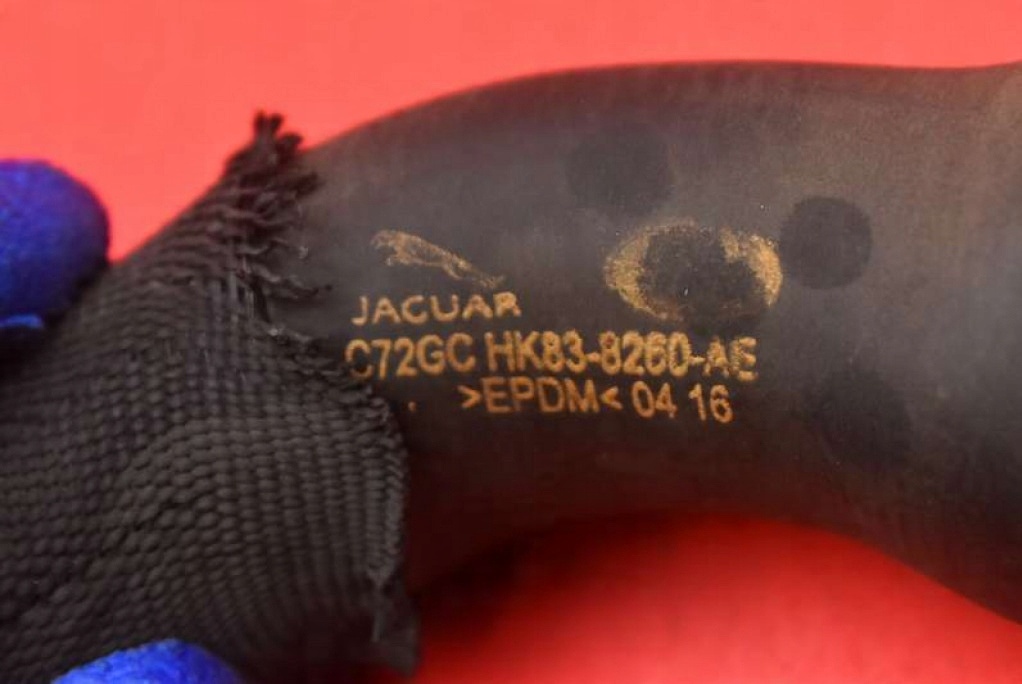 JAGUAR
C72GC HK83-8260-AE
>EPDM< 04 16